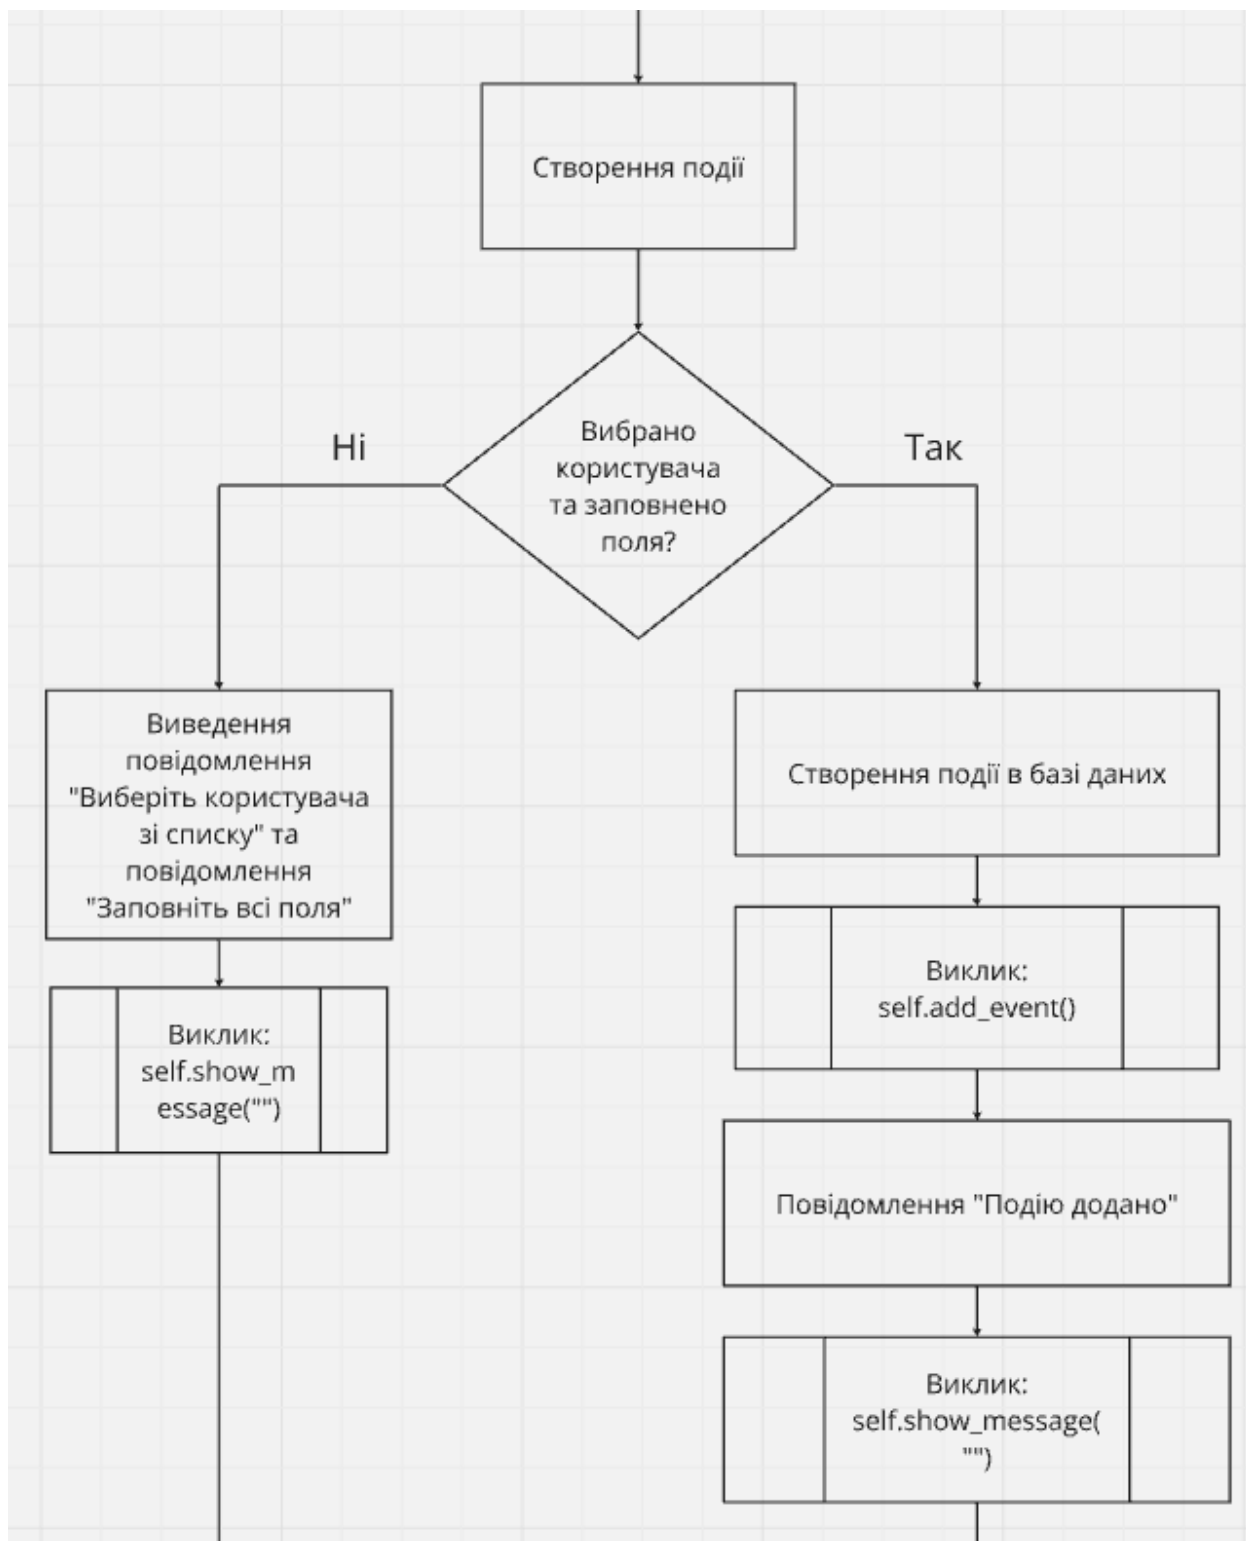 Створення події
Вибрано
користувача
та заповнено
поля?
Ні
Так
Виведення
повідомлення
"Виберіть користувача
зі списку" та
повідомлення
"Заповніть всі поля"
Виклик:
self.show_m
essage("")
Створення події в базі даних
Виклик:
self.add_event()
Повідомлення "Подію додано"
Виклик:
self.show_message(
"")